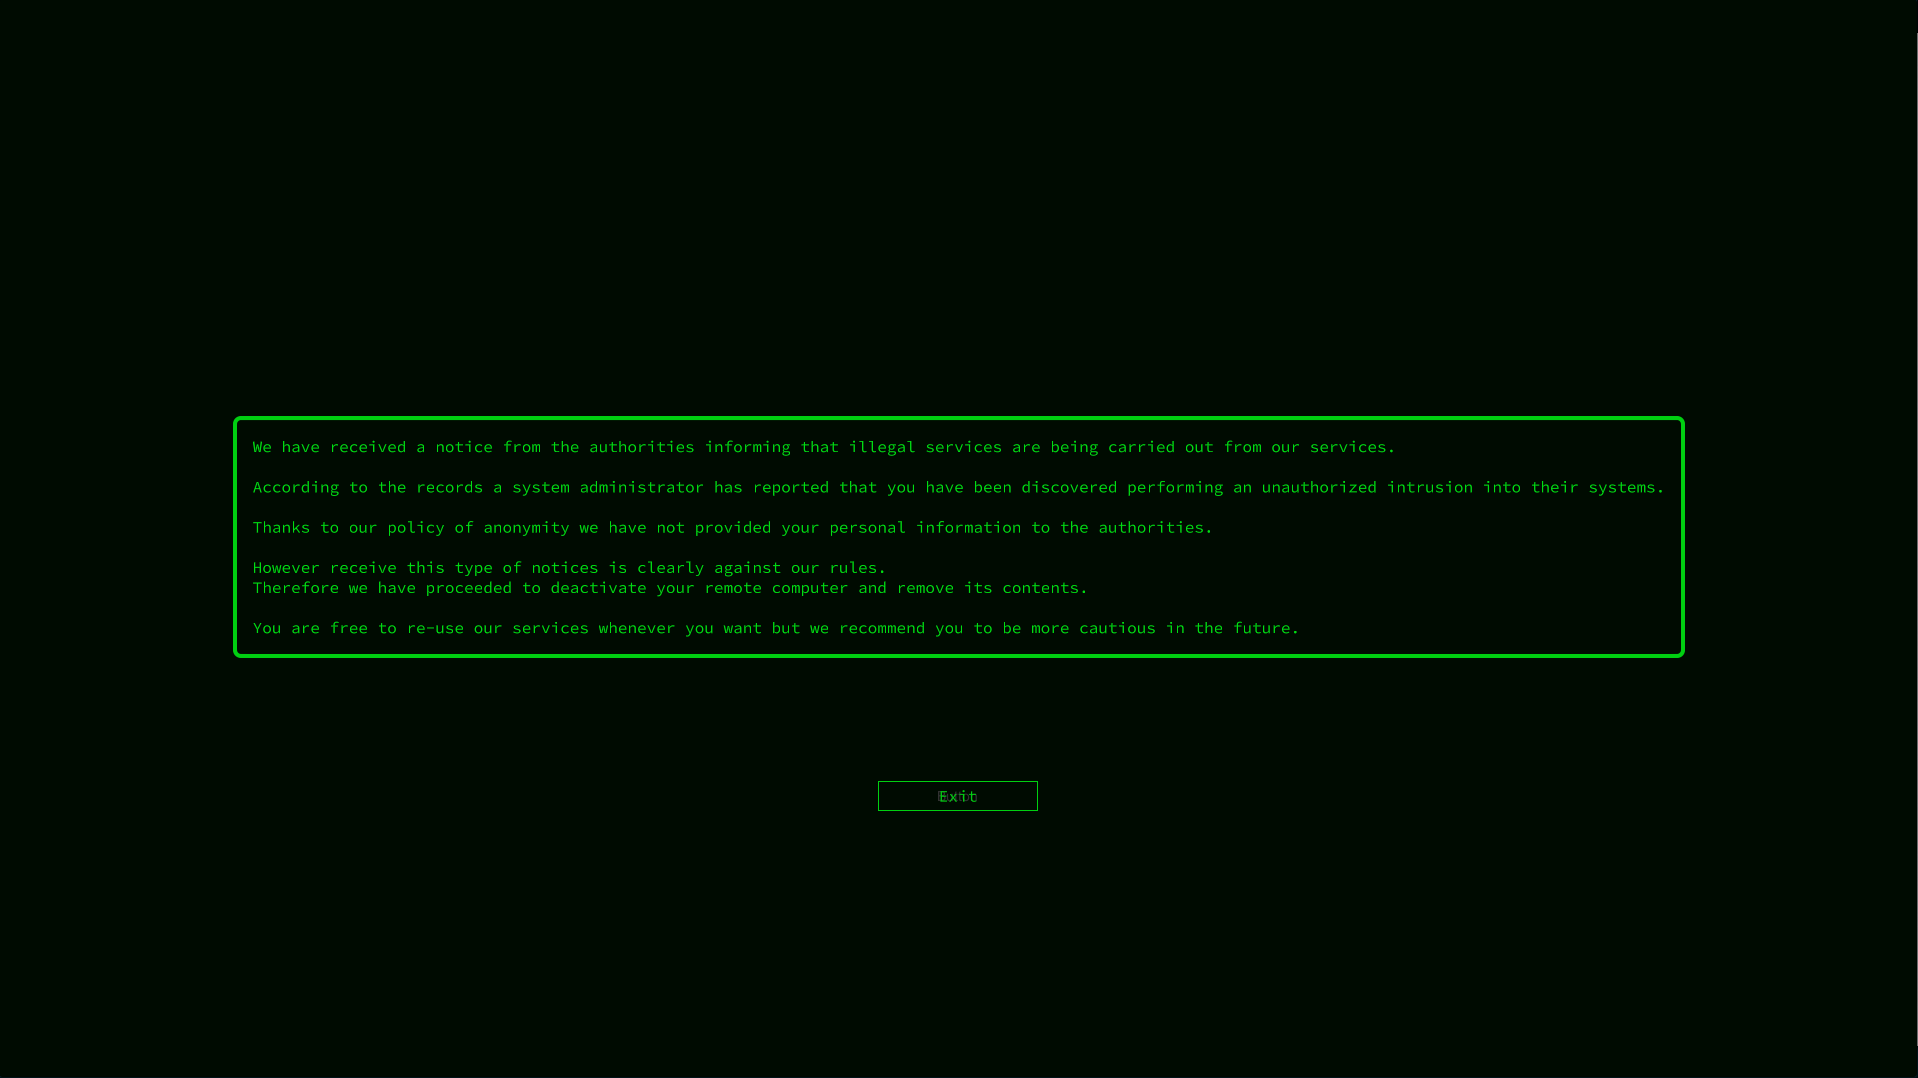 We have received a notice from the authorities informing that illegal services are being carried out from our services.
According to the records a system administrator has reported that you have been discovered performing an unauthorized intrusion into their systems.
Thanks to our policy of anonymity we have not provided your personal information to the authorities.
However receive this type of notices is clearly against our rules.
Therefore we have proceeded to deactivate your remote computer and remove its contents.
You are free to re-use our services whenever you want but we recommend you to be more cautious in the future.
Exit